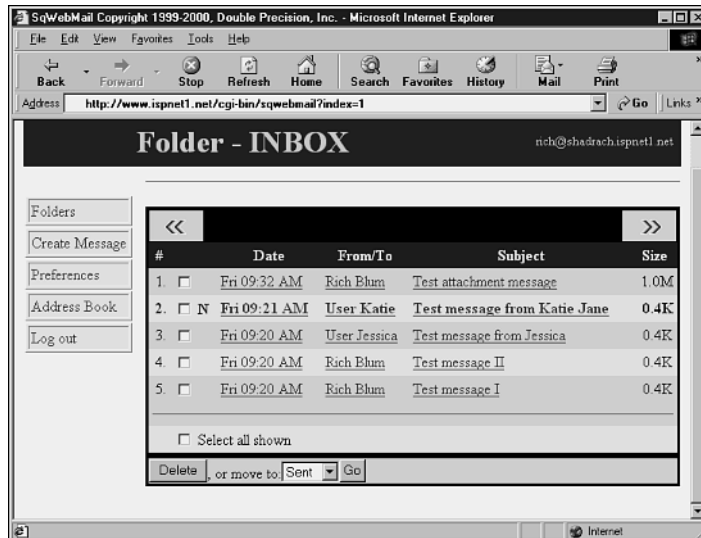 SqWebMail Copyright 1999-2000, Double Precision, Inc. - Microsoft Internet Explorer
File Edit View Favorites Tools Help
Back Forward Stop Refresh Home Search Favorites History Mail Print »
Address http://www.ispnet1.net/cgi-bin/sqwebmail?index=1 Go Links »
Folder - INBOX rich@shadrach.ispnet1.net
Folders
Create Message
Preferences
Address Book
Log out
<< >>
# Date From/To Subject Size
1. Fri 09:32 AM Rich Blum Test attachment message 1.0M
2. N Fri 09:21 AM User Katie Test message from Katie Jane 0.4K
3. Fri 09:20 AM User Jessica Test message from Jessica 0.4K
4. Fri 09:20 AM Rich Blum Test message II 0.4K
5. Fri 09:20 AM Rich Blum Test message I 0.4K
Select all shown
Delete , or move to: Sent Go
Internet